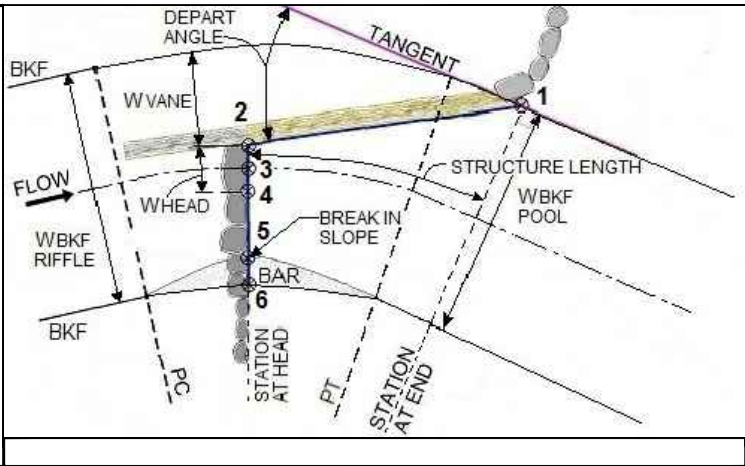 DEPART
ANGLE
TANGENT
BKF
W VANE
2
1
3
STRUCTURE LENGTH
FLOW
WHEAD
4
WBKF
POOL
WBKF
RIFFLE
5
BREAK IN
SLOPE
BAR
6
BKF
PC
STATION
AT HEAD
PT
STATION
AT END